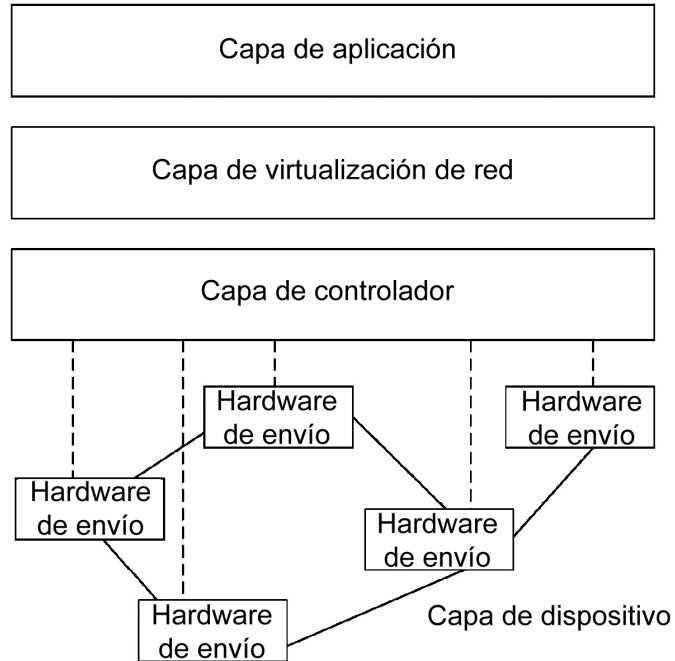 Capa de aplicación
Capa de virtualización de red
Capa de controlador
Hardware
de envío
Hardware
de envío
Hardware
de envío
Hardware
de envío
Hardware
de envío
Capa de dispositivo